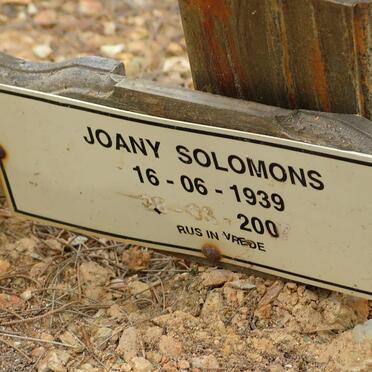 JOANY SOLOMONS
16 - 06 - 1939
200
RUS IN VREDE